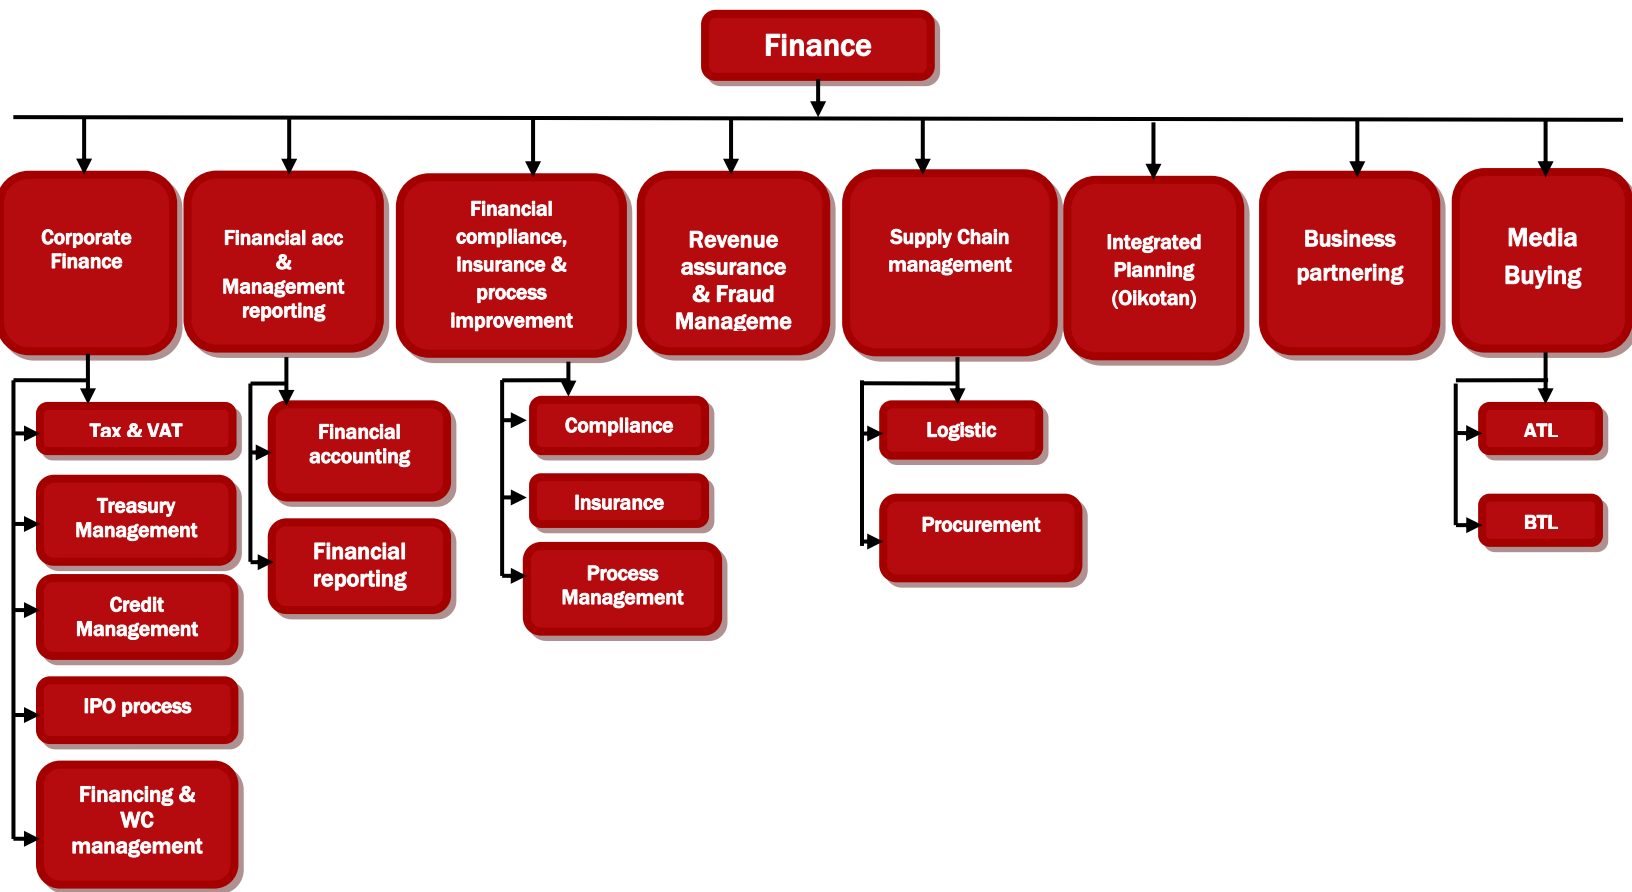 Finance
Corporate
Finance
Financial acc
&
Management
reporting
Financial
compliance,
insurance &
process
improvement
Revenue
assurance
& Fraud
Manageme
Supply Chain
management
Integrated
Planning
(Oikotan)
Business
partnering
Media
Buying
Tax & VAT
Treasury
Management
Credit
Management
IPO process
Financing &
WC
management
Financial
accounting
Financial
reporting
Compliance
Insurance
Process
Management
Logistic
Procurement
ATL
BTL